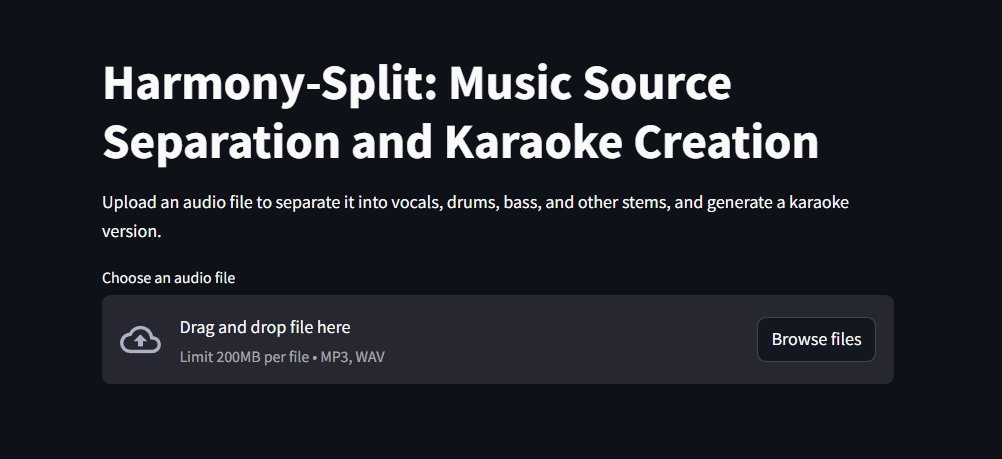 Harmony-Split: Music Source
Separation and Karaoke Creation
Upload an audio file to separate it into vocals, drums, bass, and other stems, and generate a karaoke
version.
Choose an audio file
Drag and drop file here
Limit 200MB per file • MP3, WAV
Browse files